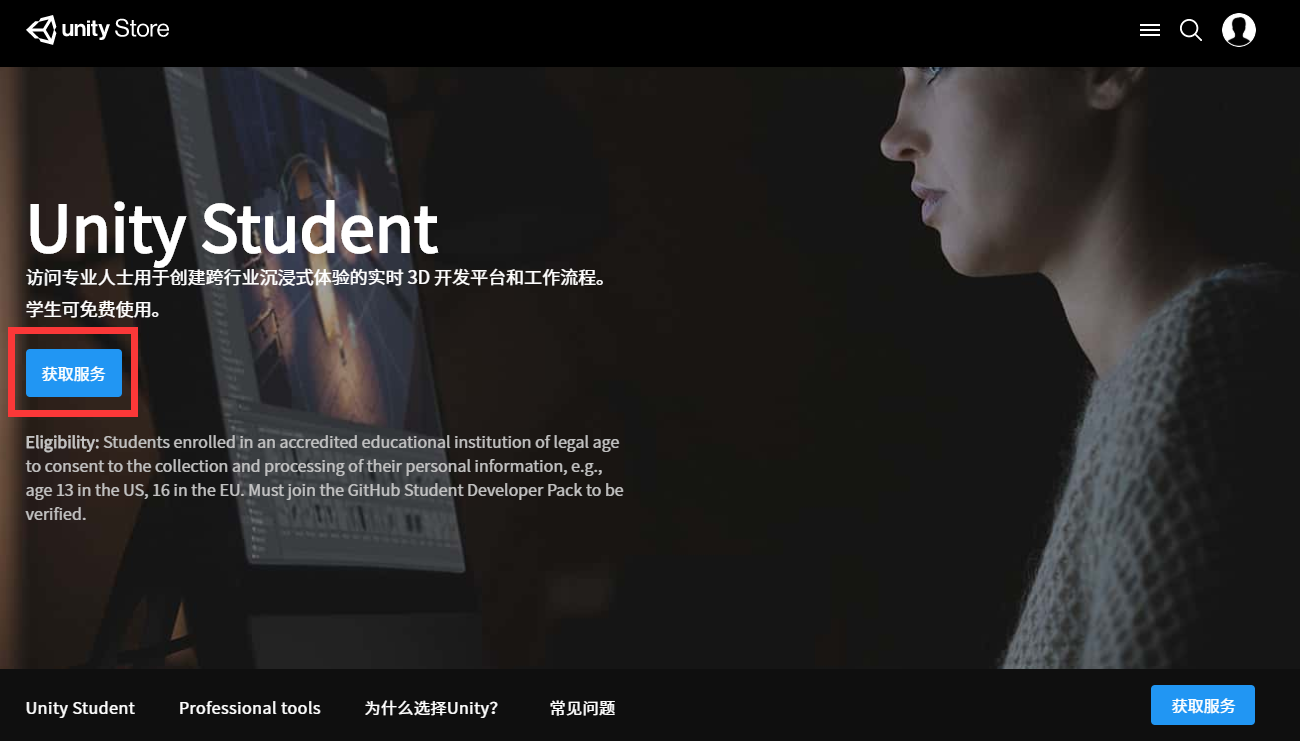 unity Store
Unity Student
访问专业人士用于创建跨行业沉浸式体验的实时 3D 开发平台和工作流程。
学生可免费使用。
获取服务
Eligibility: Students enrolled in an accredited educational institution of legal age
to consent to the collection and processing of their personal information, e.g.,
age 13 in the US, 16 in the EU. Must join the GitHub Student Developer Pack to be
verified.
Unity Student Professional tools 为什么选择Unity? 常见问题 获取服务